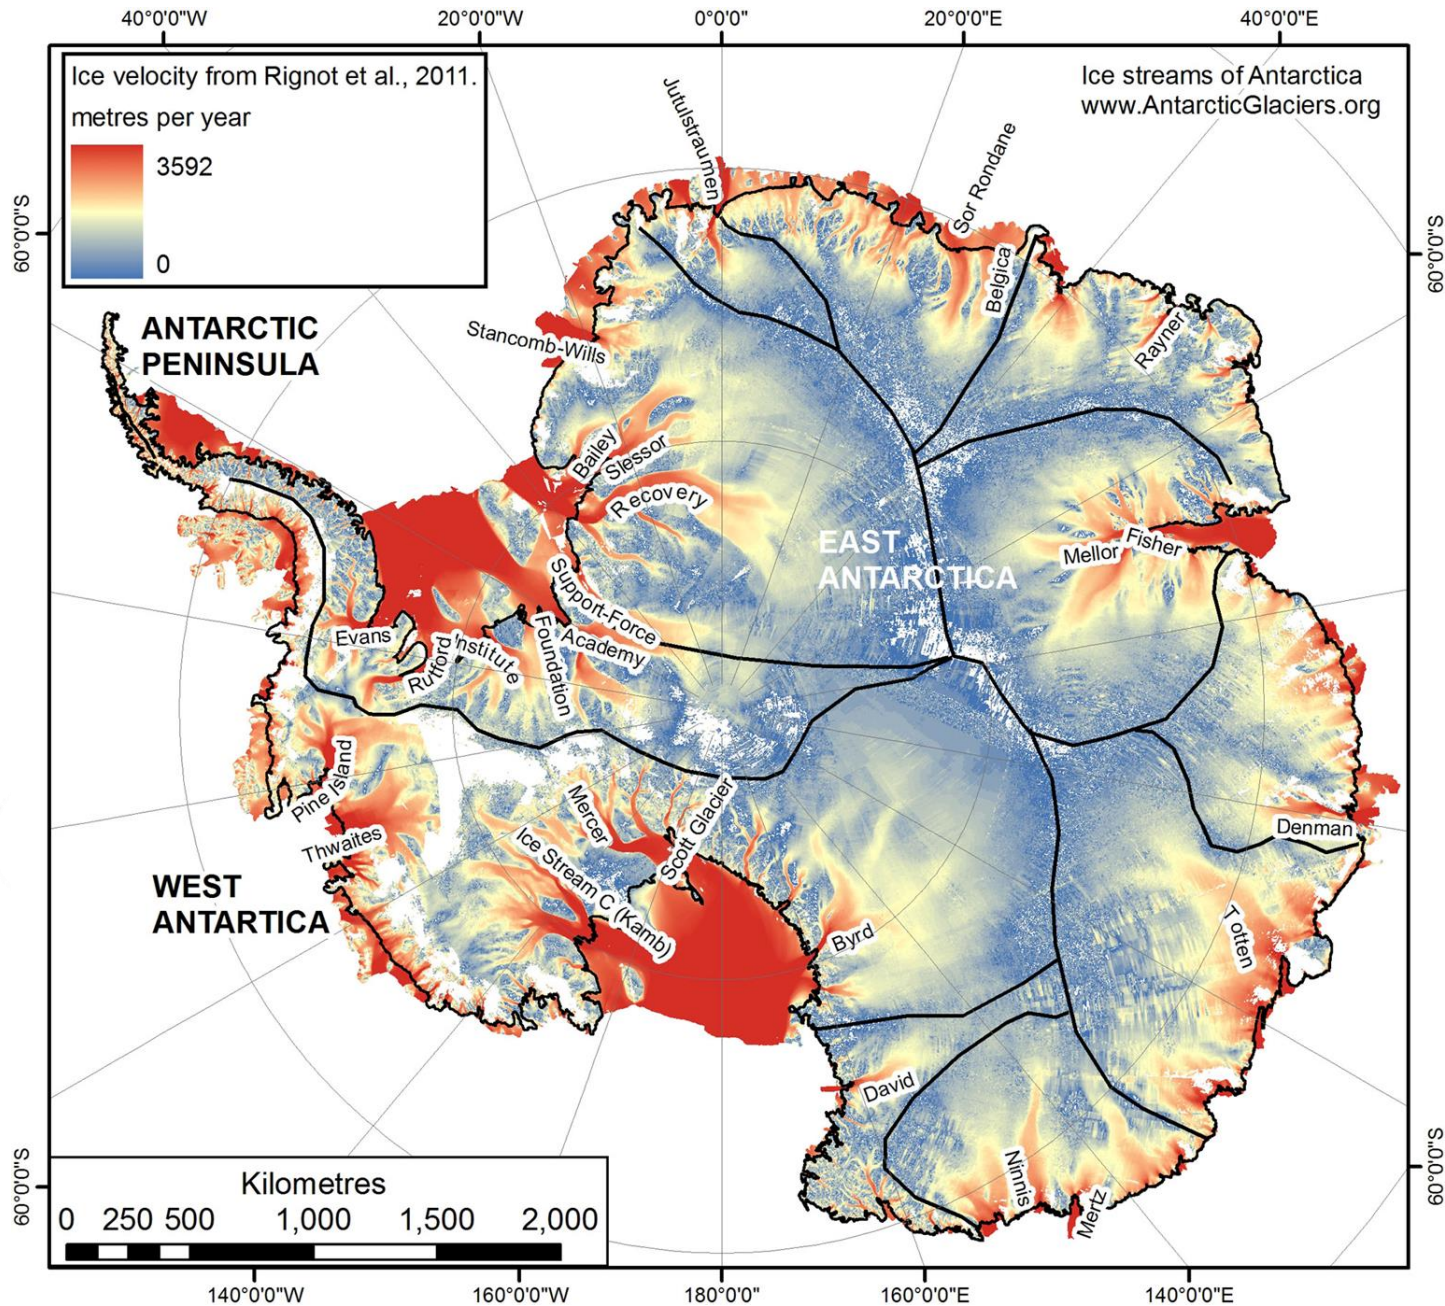 40°0'0"W
20°0'0"W
0°0'0"
20°0'0"E
40°0'0"E
Ice velocity from Rignot et al., 2011.
metres per year
3592
0
Ice streams of Antarctica
www.AntarcticGlaciers.org
60°0'0"S
60°0'0"S
Jutulstraumen
Sor Rondane
Belgica
Rayner
Stancomb-Wills
ANTARCTIC
PENINSULA
Bailey
Slessor
Recovery
EAST
ANTARCTICA
Mellor
Fisher
Support-Force
Academy
Foundation
Institute
Rutford
Evans
Pine Island
Thwaites
Mercer
Scott Glacier
Ice Stream C (Kamb)
WEST
ANTARTICA
Byrd
Denman
Totten
David
Ninnis
Mertz
60°0'0"S
60°0'0"S
Kilometres
0 250 500 1,000 1,500 2,000
140°0'0"W
160°0'0"W
180°0'0"
160°0'0"E
140°0'0"E